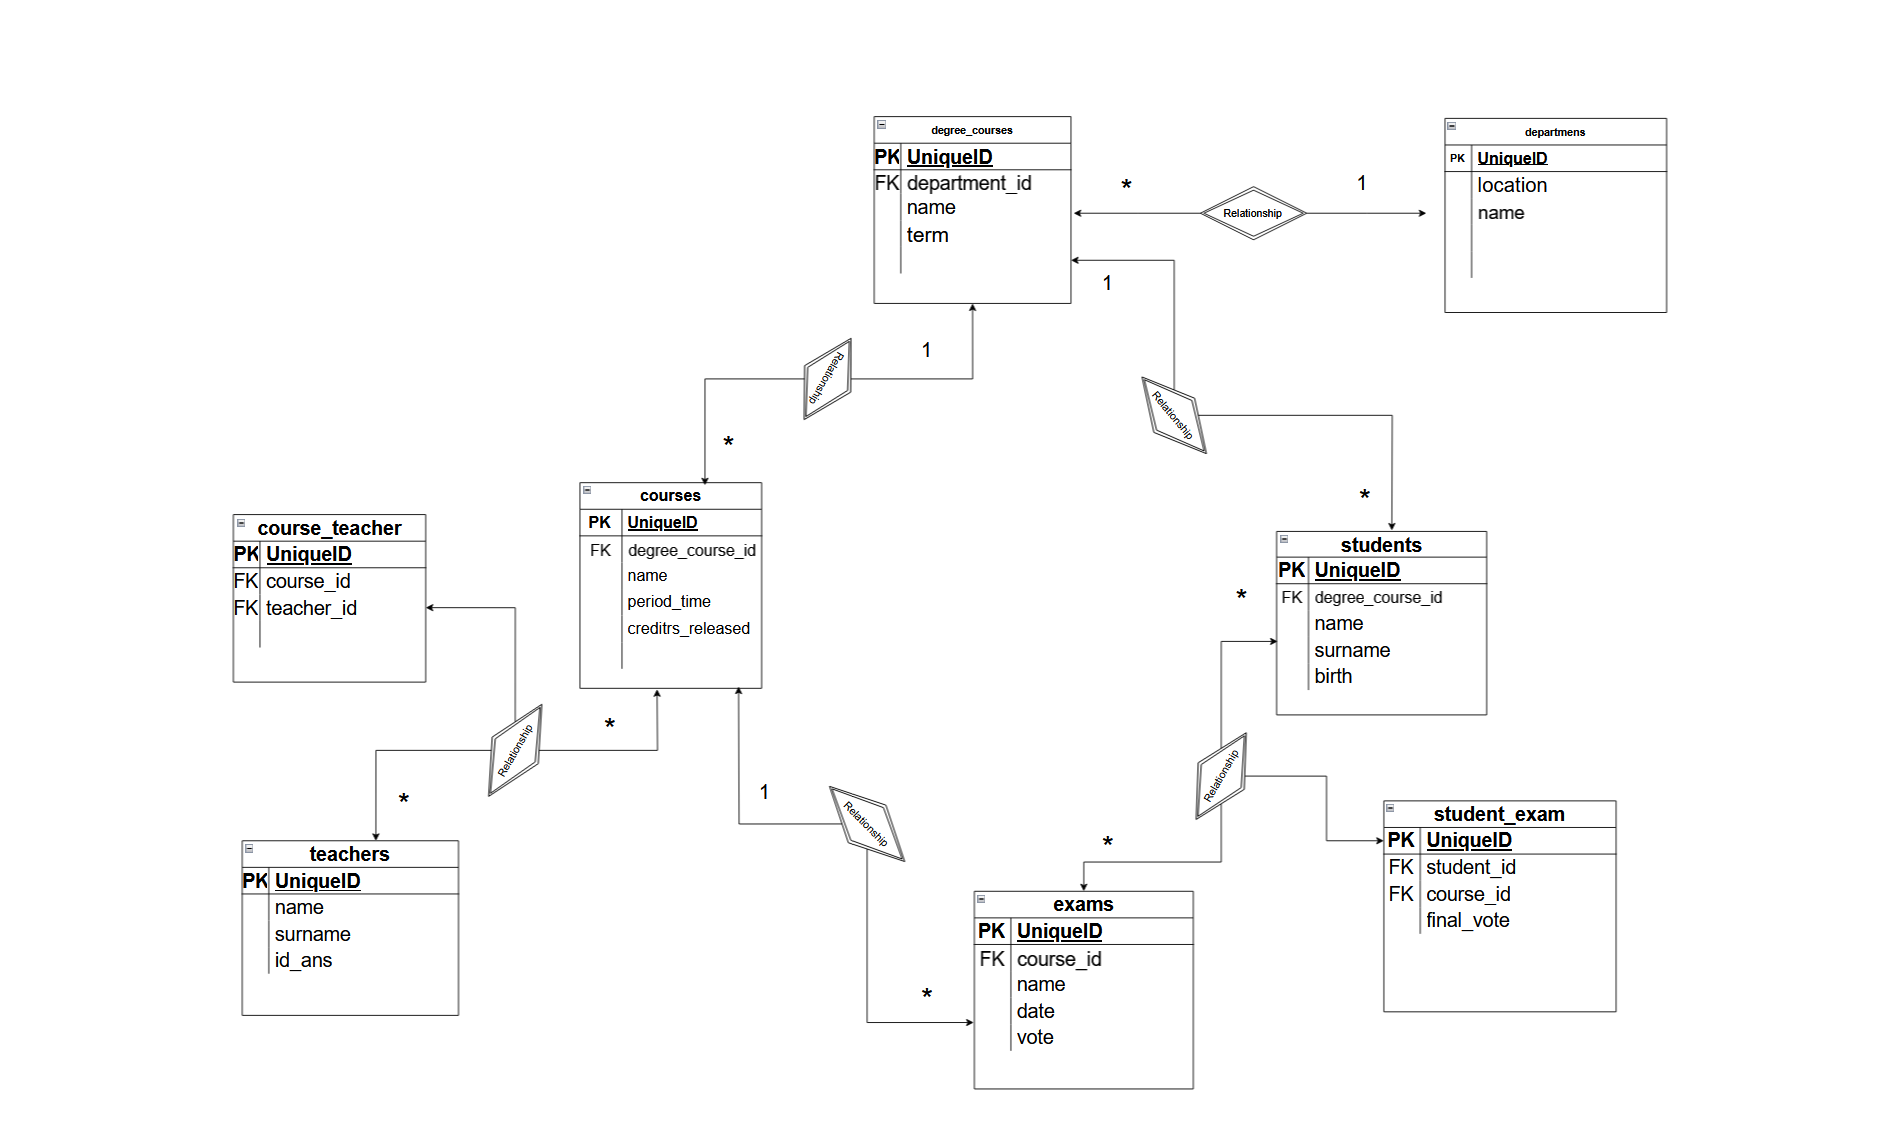 degree_courses
PK UniqueID
FK department_id
name
term
departmens
PK UniqueID
location
name
*
Relationship
1
1
Relationship
*
1
Relationship
*
courses
PK UniqueID
FK degree_course_id
name
period_time
creditrs_released
course_teacher
PK UniqueID
FK course_id
FK teacher_id
students
PK UniqueID
FK degree_course_id
name
surname
birth
*
Relationship
*
teachers
PK UniqueID
name
surname
id_ans
1
Relationship
*
*
Relationship
*
student_exam
PK UniqueID
FK student_id
FK course_id
final_vote
exams
PK UniqueID
FK course_id
name
date
vote